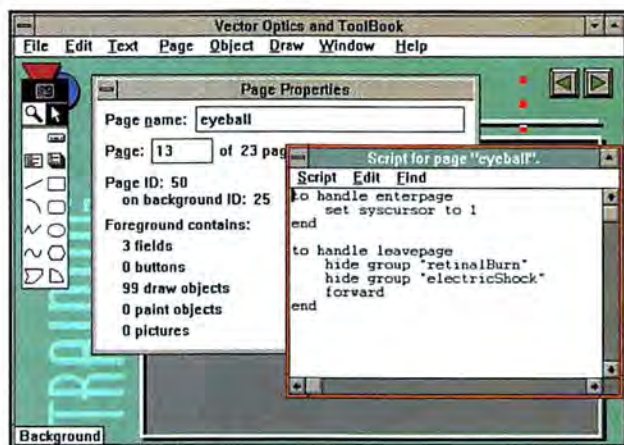 Vector Optics and ToolBook
File Edit Text Page Object Draw Window Help
Page Properties
Page name: eyeball
Page: 13 of 23 pag
Page ID: 50
on background ID: 25
Foreground contains:
3 fields
0 buttons
99 draw objects
0 paint objects
0 pictures
Script for page "eyeball".
Script Edit Find
to handle enterpage
set syscursor to 1
end
to handle leavepage
hide group "retinalBurn"
hide group "electricShock"
forward
end
TRAINING
Background